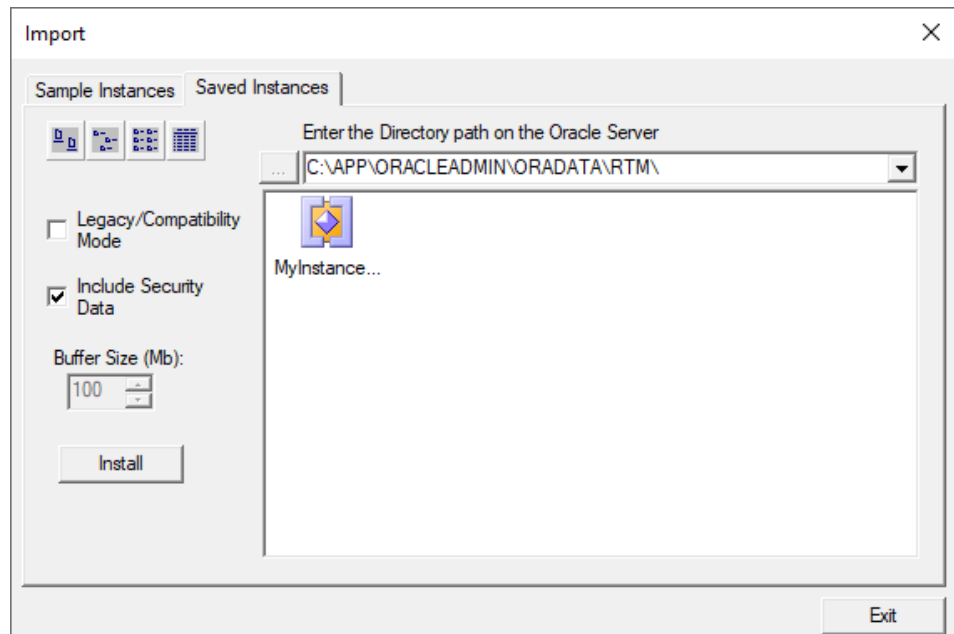 Import
Sample Instances
Saved Instances
Enter the Directory path on the Oracle Server
...
C:\APP\ORACLEADMIN\ORADATA\RTM\
Legacy/Compatibility
Mode
MyInstance...
Include Security
Data
Buffer Size (Mb):
100
Install
Exit